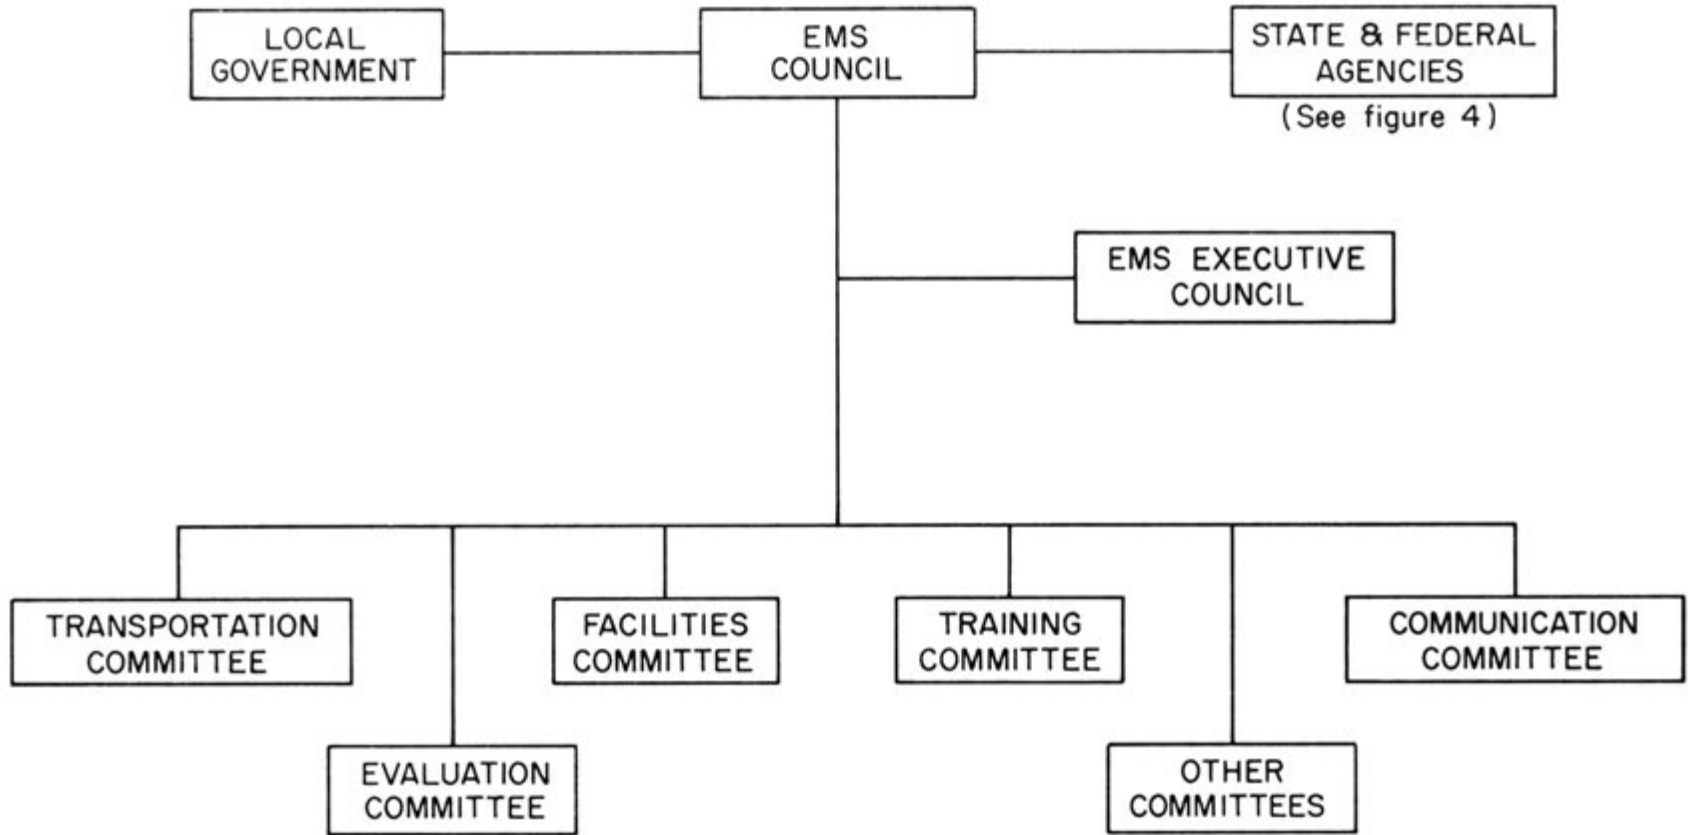 LOCAL
GOVERNMENT
EMS
COUNCIL
STATE & FEDERAL
AGENCIES
(See figure 4)
EMS EXECUTIVE
COUNCIL
TRANSPORTATION
COMMITTEE
FACILITIES
COMMITTEE
TRAINING
COMMITTEE
COMMUNICATION
COMMITTEE
EVALUATION
COMMITTEE
OTHER
COMMITTEES